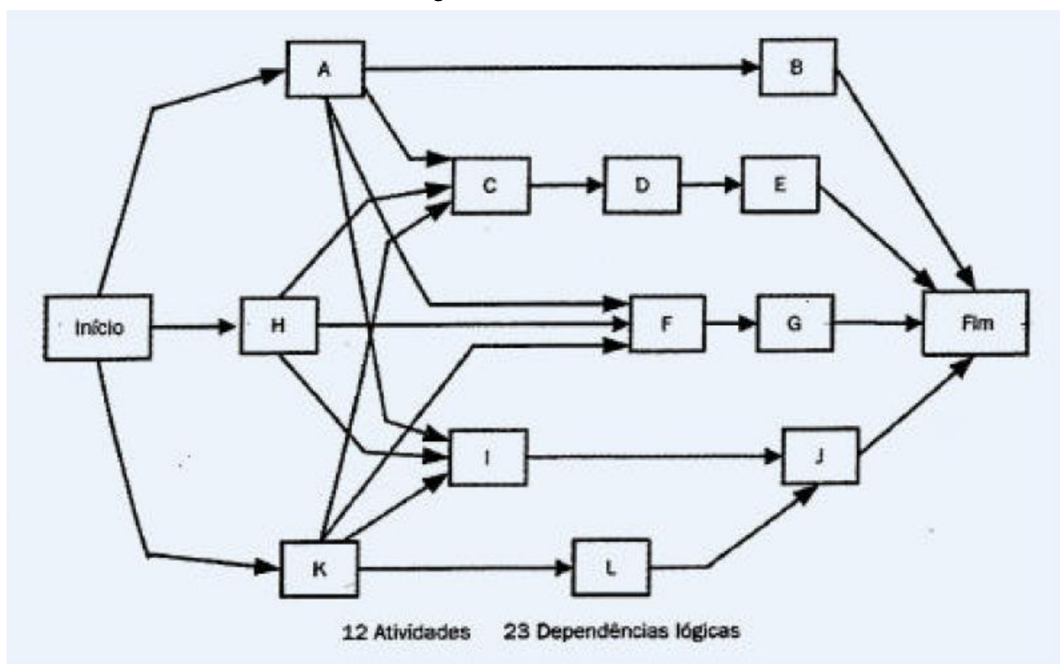 A
B
C
D
E
Início
H
F
G
Fim
I
J
K
L
12 Atividades 23 Dependências lógicas